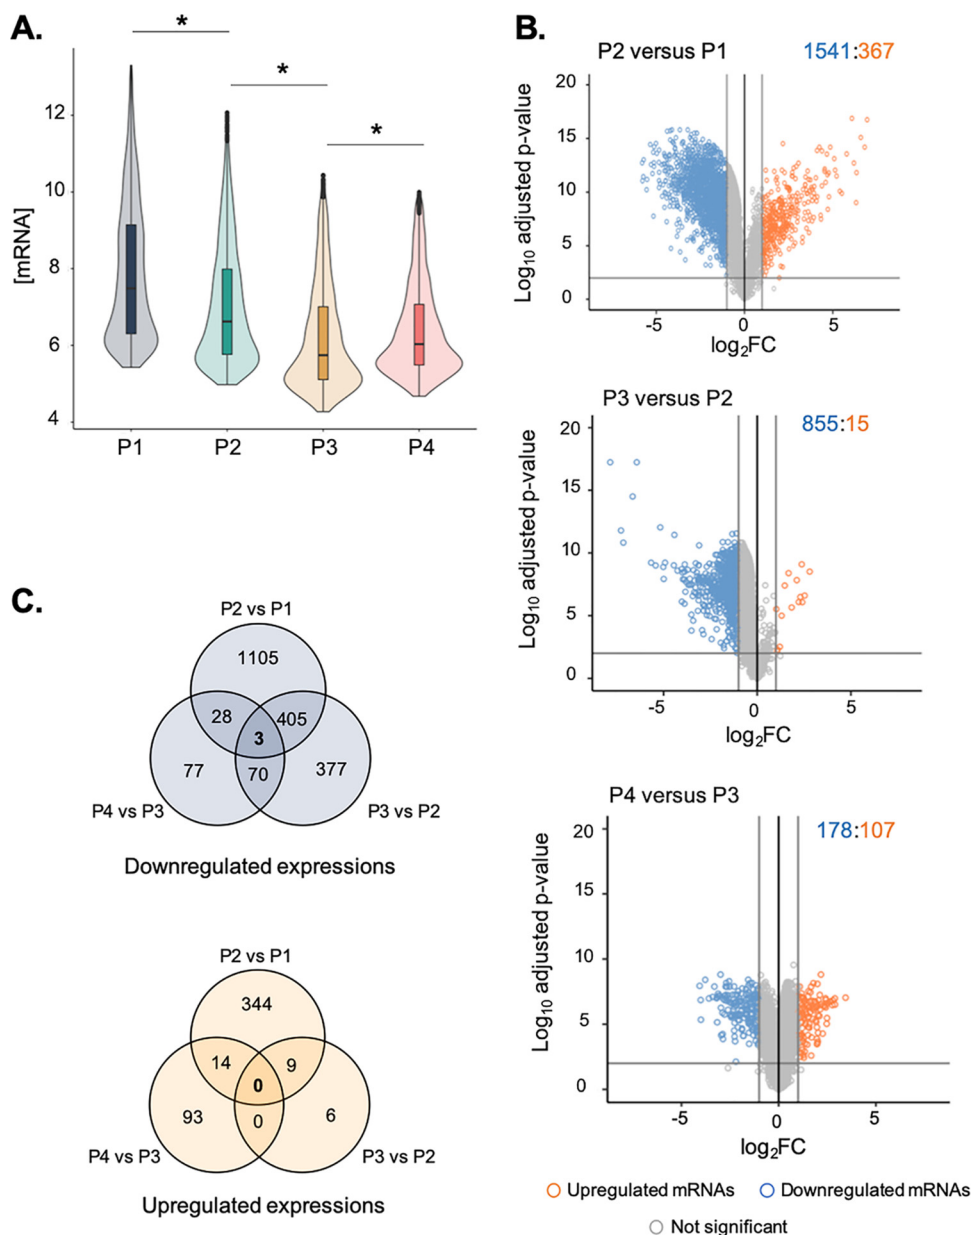 A.
*
*
*
12
10
8
6
4
[mRNA]
P1
P2
P3
P4
B.
P2 versus P1
1541:367
20
15
10
5
0
Log10 adjusted p-value
-5
0
5
log2FC
P3 versus P2
855:15
20
15
10
5
0
Log10 adjusted p-value
-5
0
5
log2FC
P4 versus P3
178:107
20
15
10
5
0
Log10 adjusted p-value
-5
0
5
log2FC
Upregulated mRNAs
Downregulated mRNAs
Not significant
C.
P2 vs P1
1105
28
405
3
77
70
377
P4 vs P3
P3 vs P2
Downregulated expressions
P2 vs P1
344
14
9
0
93
0
6
P4 vs P3
P3 vs P2
Upregulated expressions